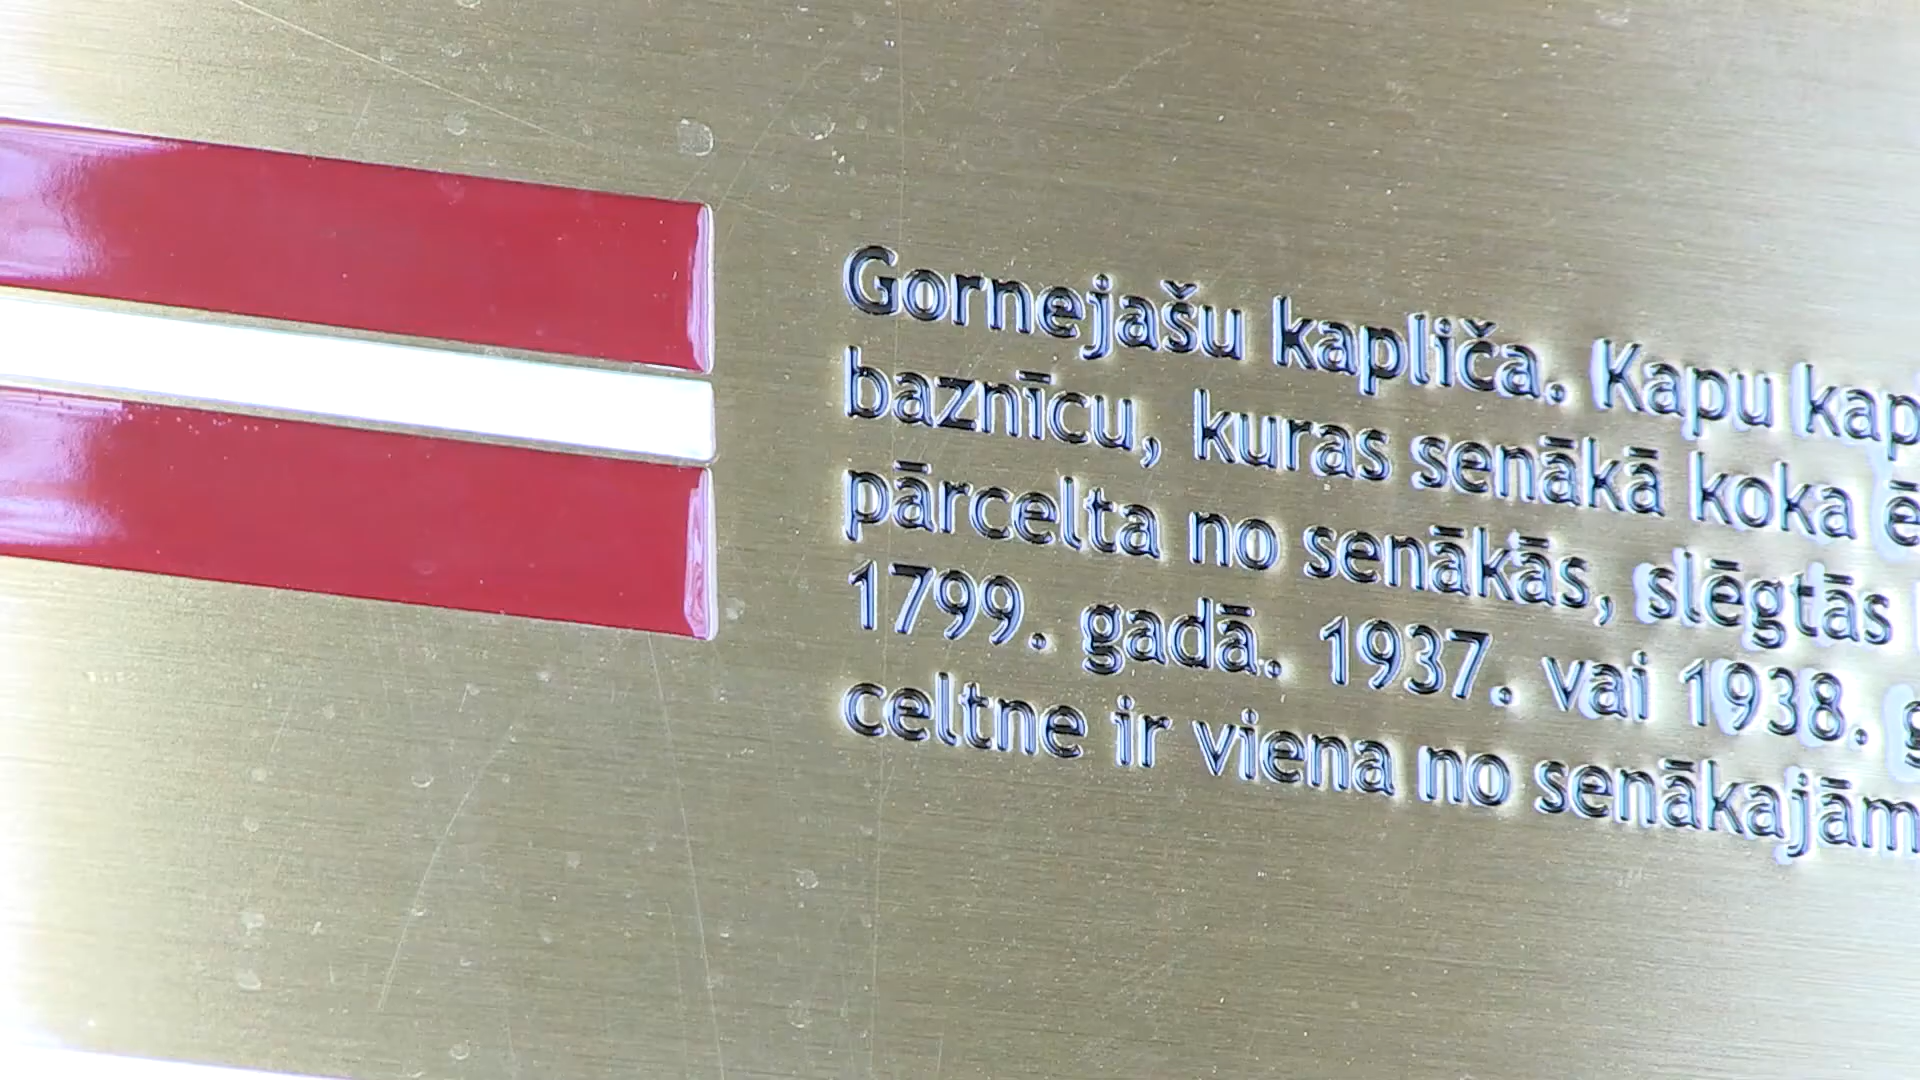 Gornejašu kapliča. Kapu kap
baznīcu, kuras senākā koka ē
pārcelta no senākās, slēgtās
1799. gadā. 1937. vai 1938. g
celtne ir viena no senākajām